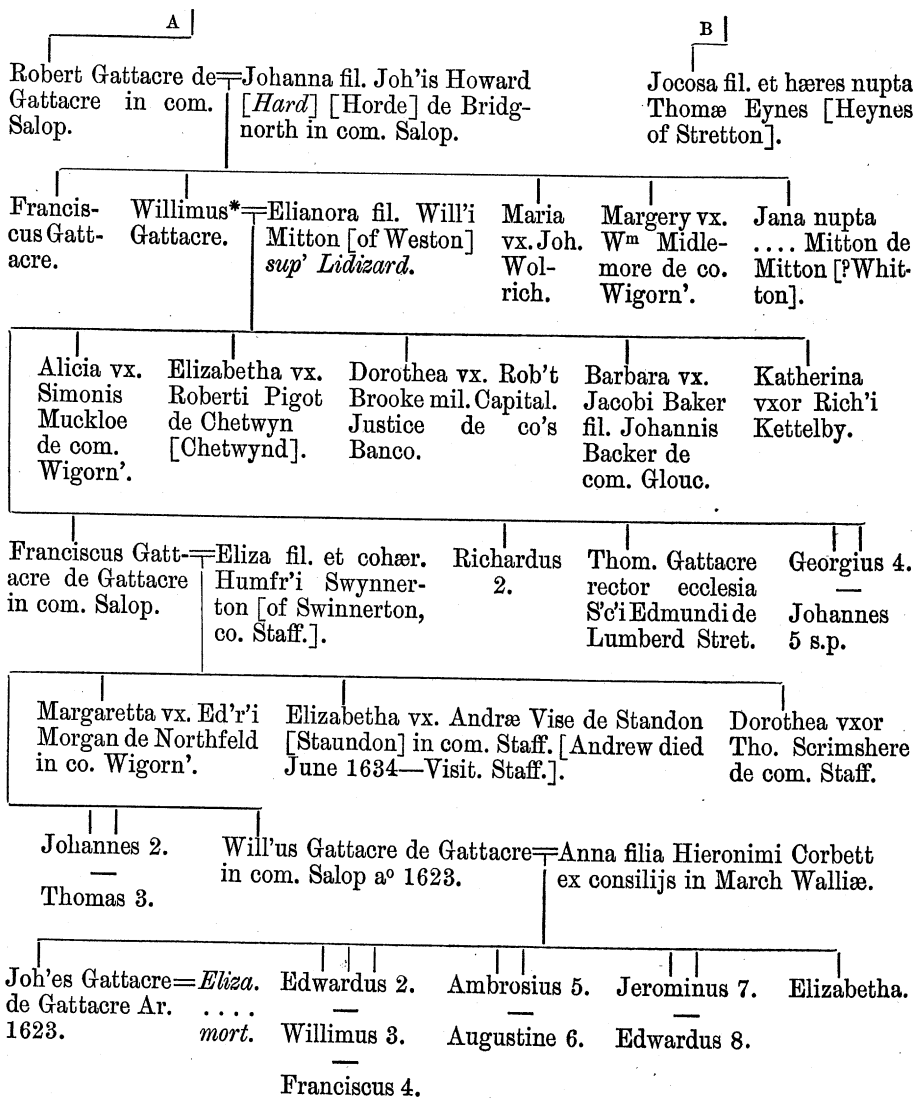 A
B
Robert Gattacre de
Gattacre in com.
Salop.
Johanna fil. Joh'is Howard
[Hard] [Horde] de Bridg-
north in com. Salop.
Jocosa fil. et hæres nupta
Thomæ Eynes [Heynes
of Stretton].
Francis-
cus Gatt-
acre.
Willimus*
Gattacre.
Elianora fil. Will'i
Mitton [of Weston]
sup' Lidizard.
Maria
vx. Joh.
Wol-
rich.
Margery vx.
Wᵐ Midle-
more de co.
Wigorn'.
Jana nupta
.... Mitton de
Mitton [?Whit-
ton].
Alicia vx.
Simonis
Muckloe
de com.
Wigorn'.
Elizabetha vx.
Roberti Pigot
de Chetwyn
[Chetwynd].
Dorothea vx. Rob't
Brooke mil. Capital.
Justice de co's
Banco.
Barbara vx.
Jacobi Baker
fil. Johannis
Backer de
com. Glouc.
Katherina
vxor Rich'i
Kettelby.
Franciscus Gatt-
acre de Gattacre
in com. Salop.
Eliza fil. et cohær.
Humfr'i Swynner-
ton [of Swinnerton,
co. Staff.].
Richardus
2.
Thom. Gattacre
rector ecclesia
S'c'i Edmundi de
Lumberd Stret.
Georgius 4.
—
Johannes
5 s.p.
Margaretta vx. Ed'r'i
Morgan de Northfeld
in co. Wigorn'.
Elizabetha vx. Andræ Vise de Standon
[Staundon] in com. Staff. [Andrew died
June 1634—Visit. Staff.].
Dorothea vxor
Tho. Scrimshere
de com. Staff.
Johannes 2.
—
Thomas 3.
Will'us Gattacre de Gattacre
in com. Salop aº 1623.
Anna filia Hieronimi Corbett
ex consilijs in March Walliæ.
Joh'es Gattacre=
de Gattacre Ar.
1623.
Eliza.
....
mort.
Edwardus 2.
—
Willimus 3.
—
Franciscus 4.
Ambrosius 5.
—
Augustine 6.
Jerominus 7.
—
Edwardus 8.
Elizabetha.